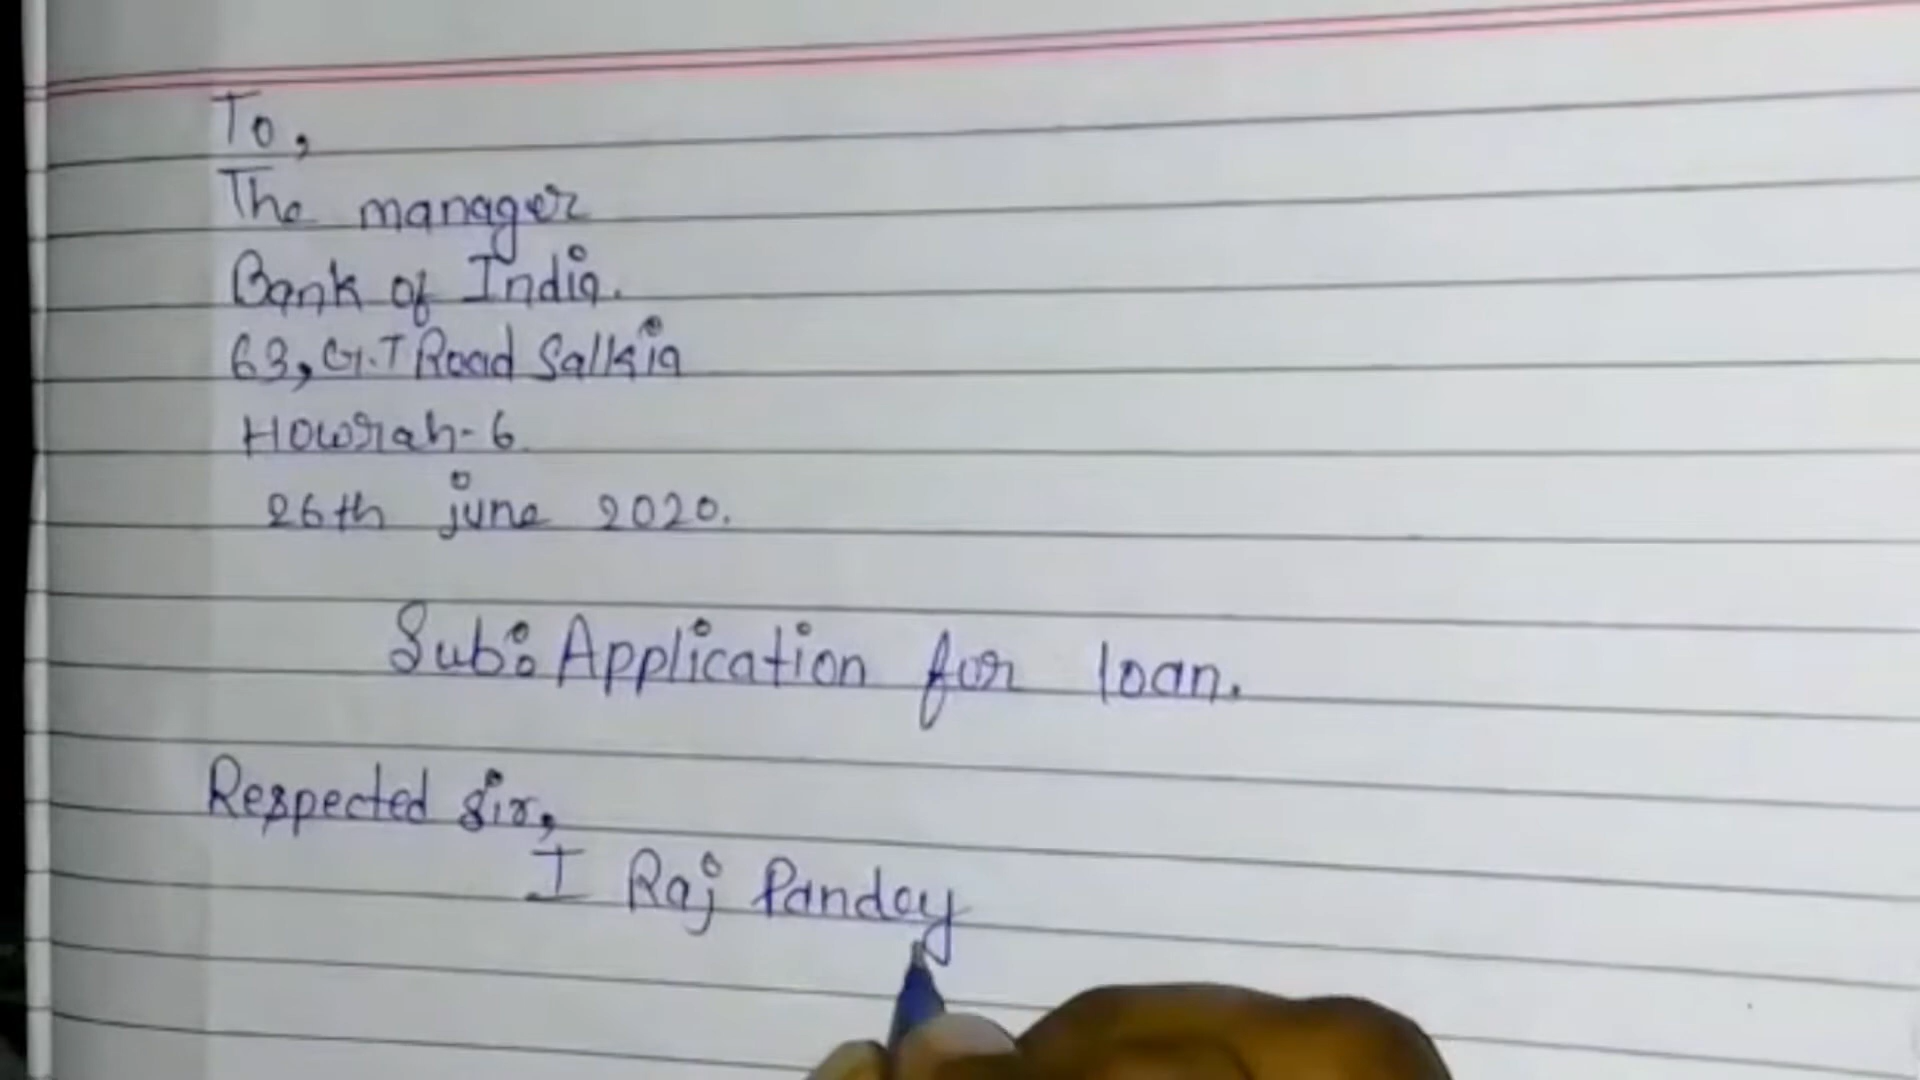 To,
The manager
Bank of India.
63, G.T Road Salkia
Howrah-6.
26th june 2020.
Sub: Application for loan.
Respected sir,
I Raj Pandey